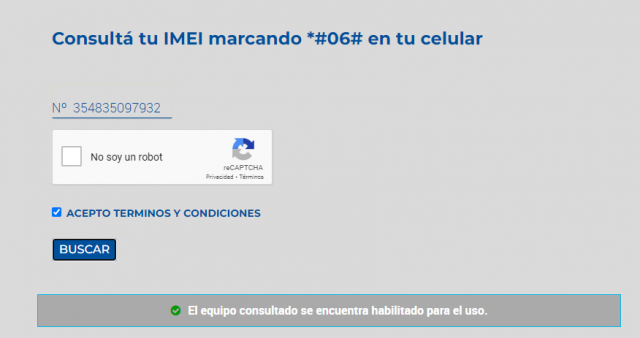 Consultá tu IMEI marcando *#06# en tu celular
Nº 354835097932
No soy un robot
reCAPTCHA
Privacidad • Términos
ACEPTO TERMINOS Y CONDICIONES
BUSCAR
El equipo consultado se encuentra habilitado para el uso.